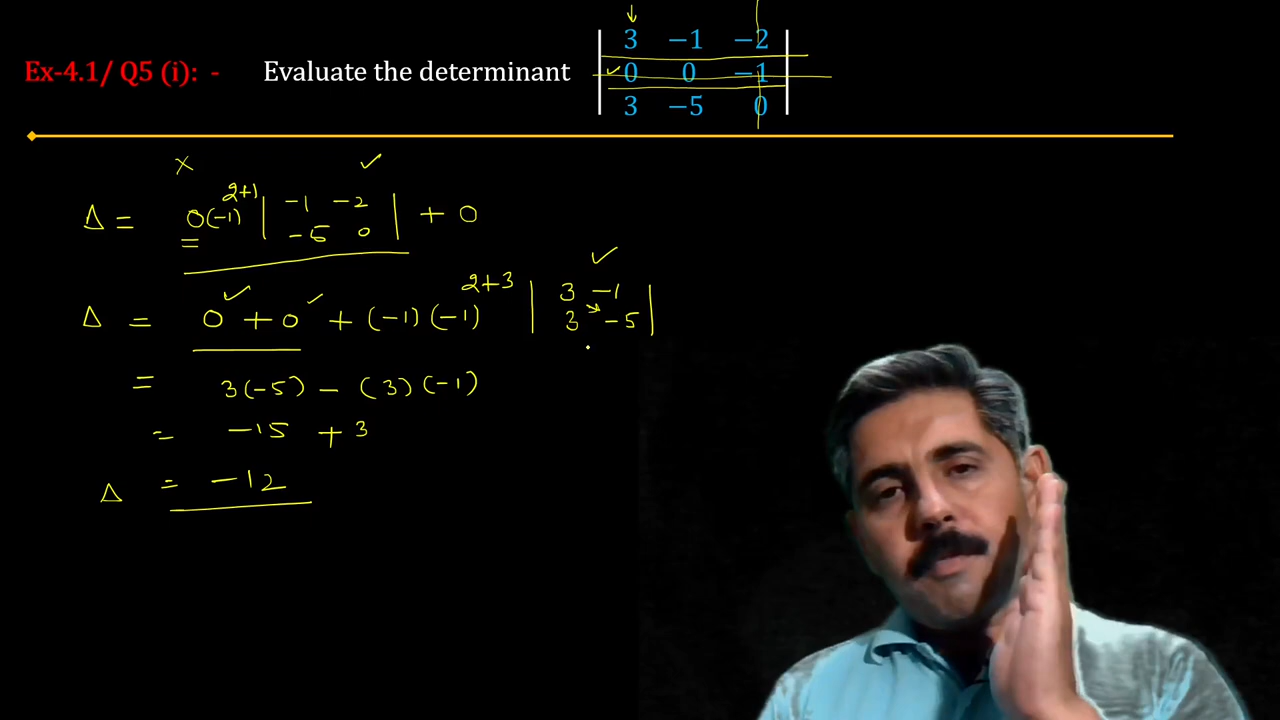 Ex-4.1/ Q5 (i): - Evaluate the determinant
3 −1 −2
0 0 −1
3 −5 0
×
✓
Δ = 0(-1)^{2+1} | -1 -2 | + 0
-5 0
✓
Δ = 0 + 0 + (-1)(-1)^{2+3} | 3 -1 |
3 -5
= 3(-5) - (3)(-1)
= -15 + 3
Δ = -12